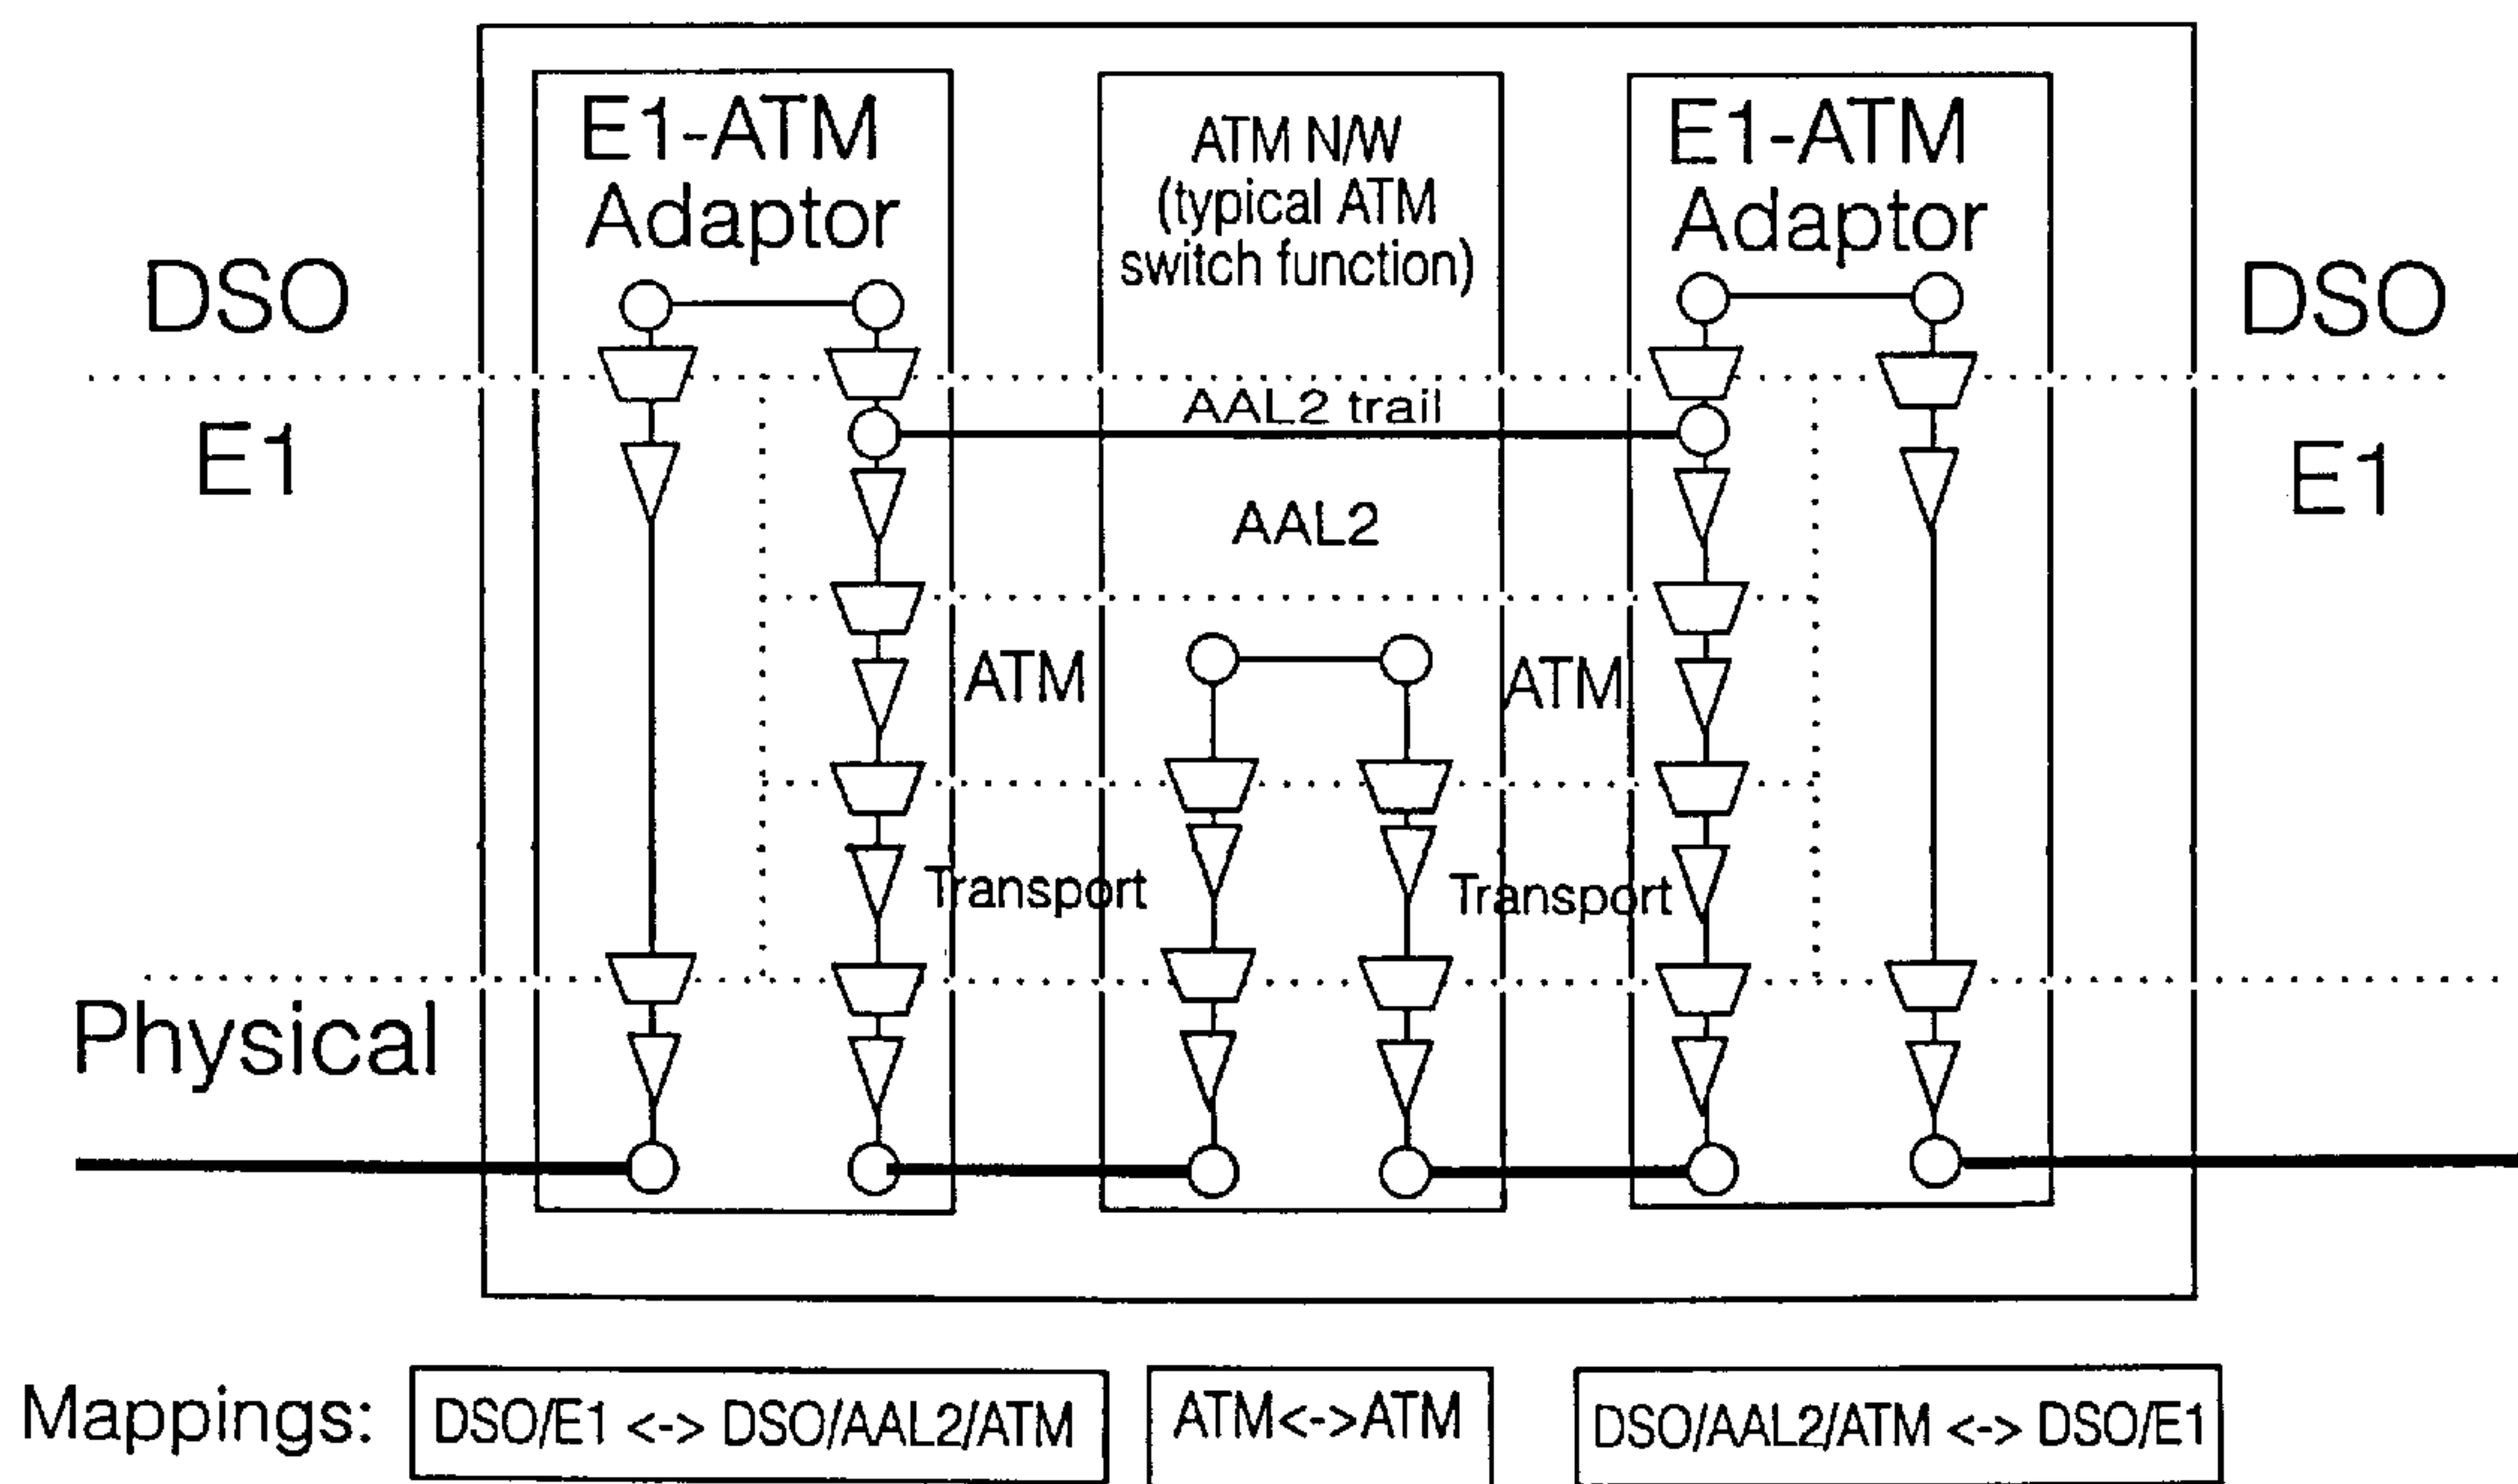 E1-ATM
Adaptor
ATM N/W
(typical ATM
switch function)
E1-ATM
Adaptor
DSO
DSO
AAL2 trail
E1
E1
AAL2
ATM
ATM
Transport
Transport
Physical
Mappings:
DSO/E1 <-> DSO/AAL2/ATM
ATM<->ATM
DSO/AAL2/ATM <-> DSO/E1